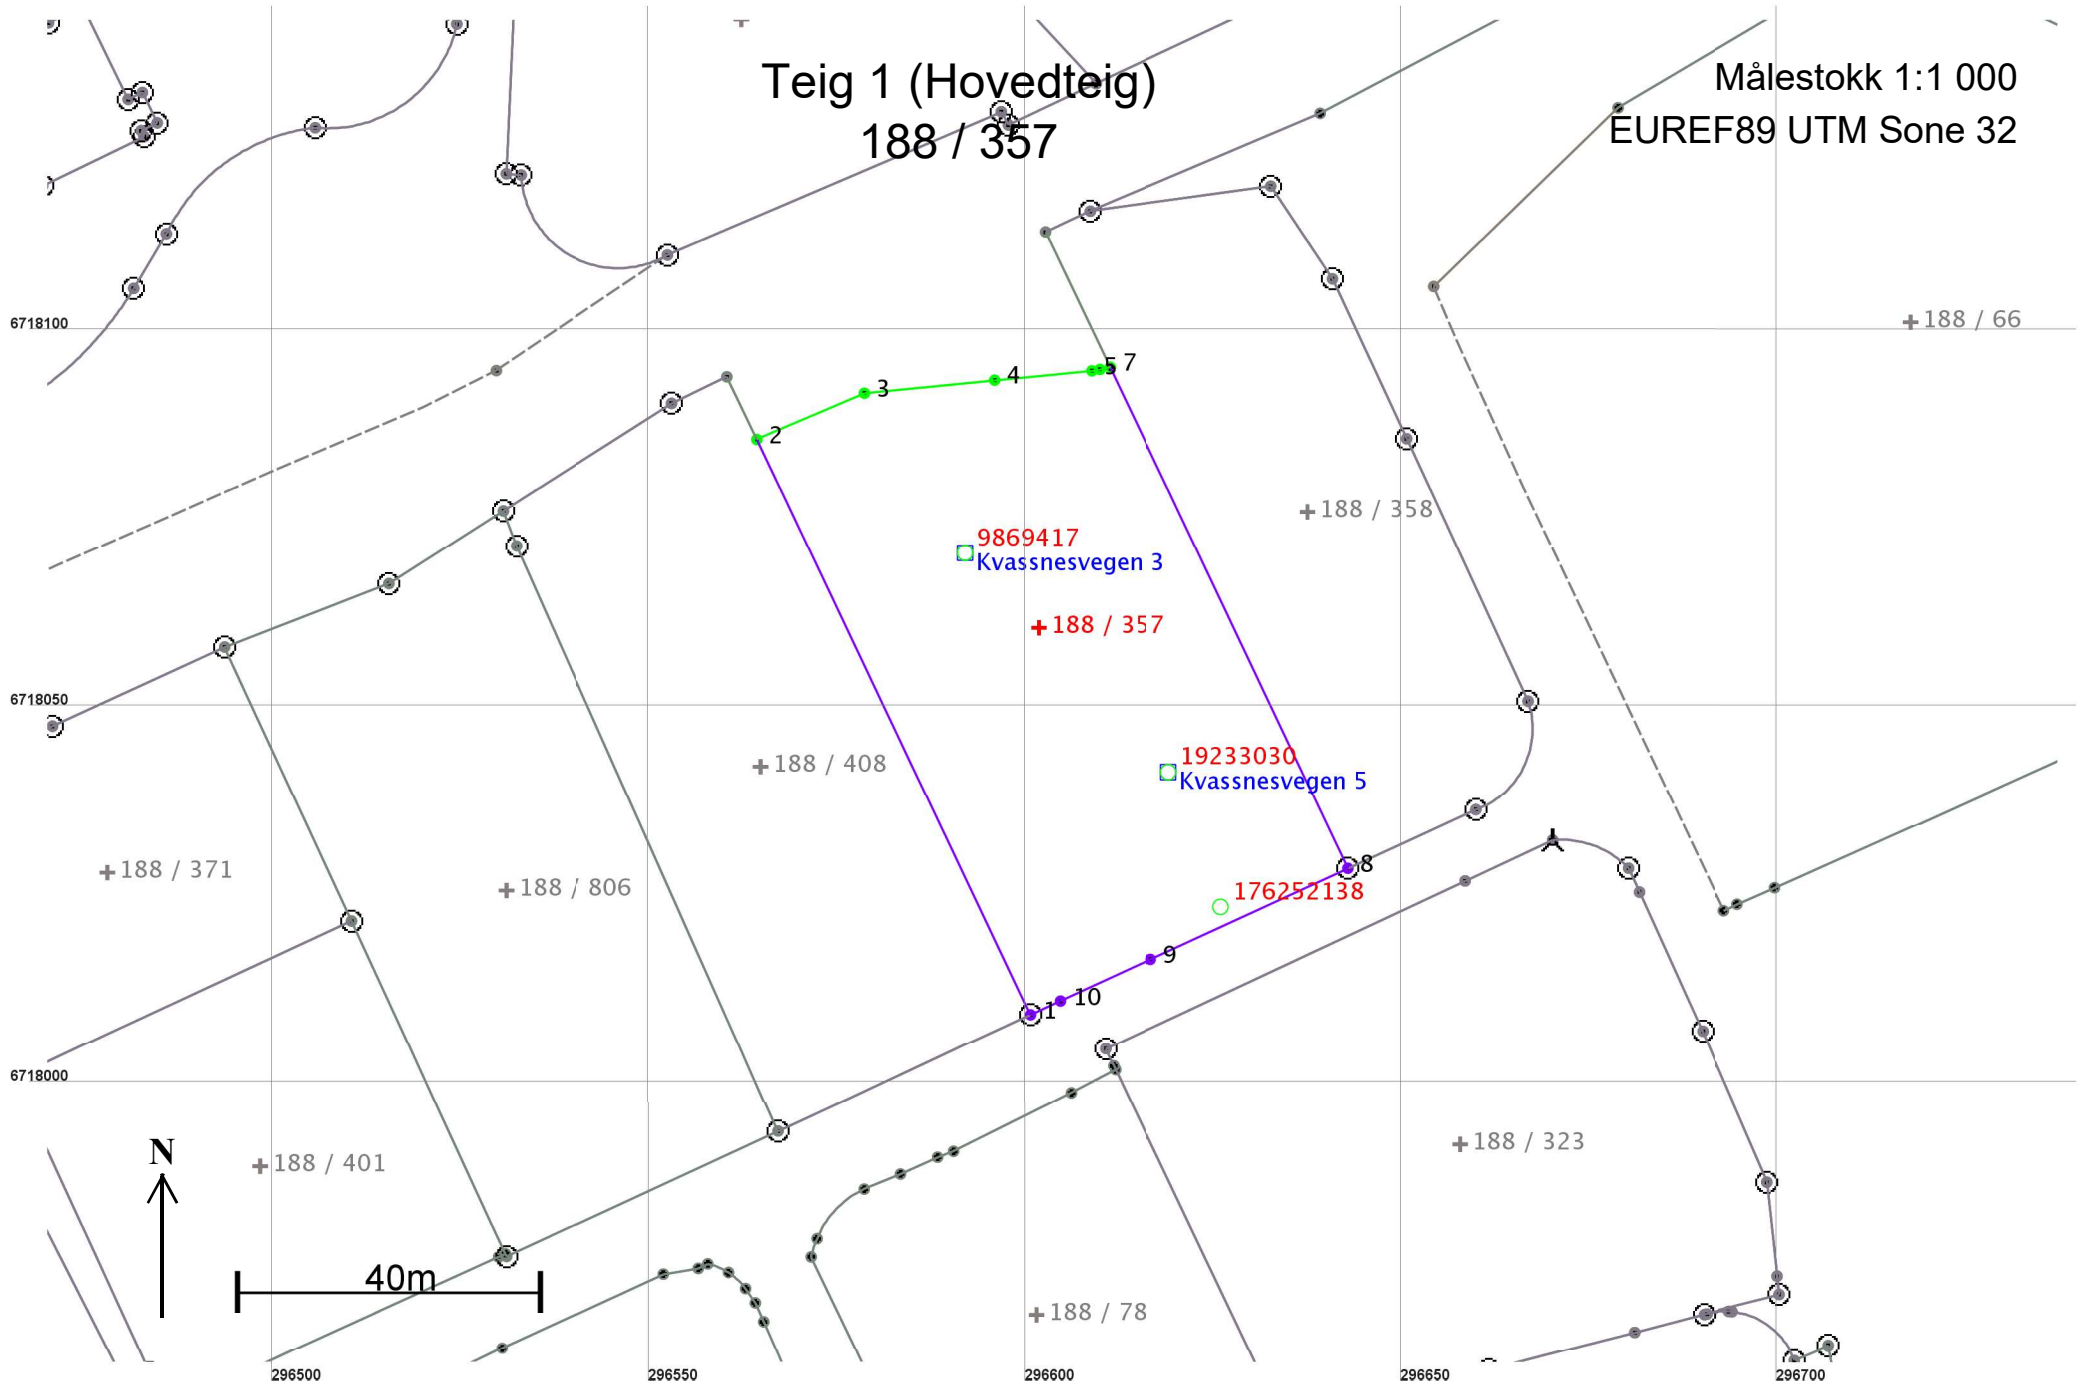 Teig 1 (Hovedteig)
188 / 357
Målestokk 1:1 000
EUREF89 UTM Sone 32
6718100
188 / 66
2
3
4
5
7
188 / 358
9869417
Kvassnesvegen 3
188 / 357
6718050
188 / 408
19233030
Kvassnesvegen 5
188 / 371
188 / 806
8
176252138
9
10
1
6718000
N
188 / 401
188 / 323
40m
188 / 78
296500
296550
296600
296650
296700